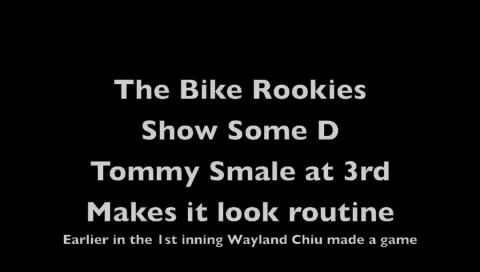 The Bike Rookies
Show Some D
Tommy Smale at 3rd
Makes it look routine
Earlier in the 1st inning Wayland Chiu made a game